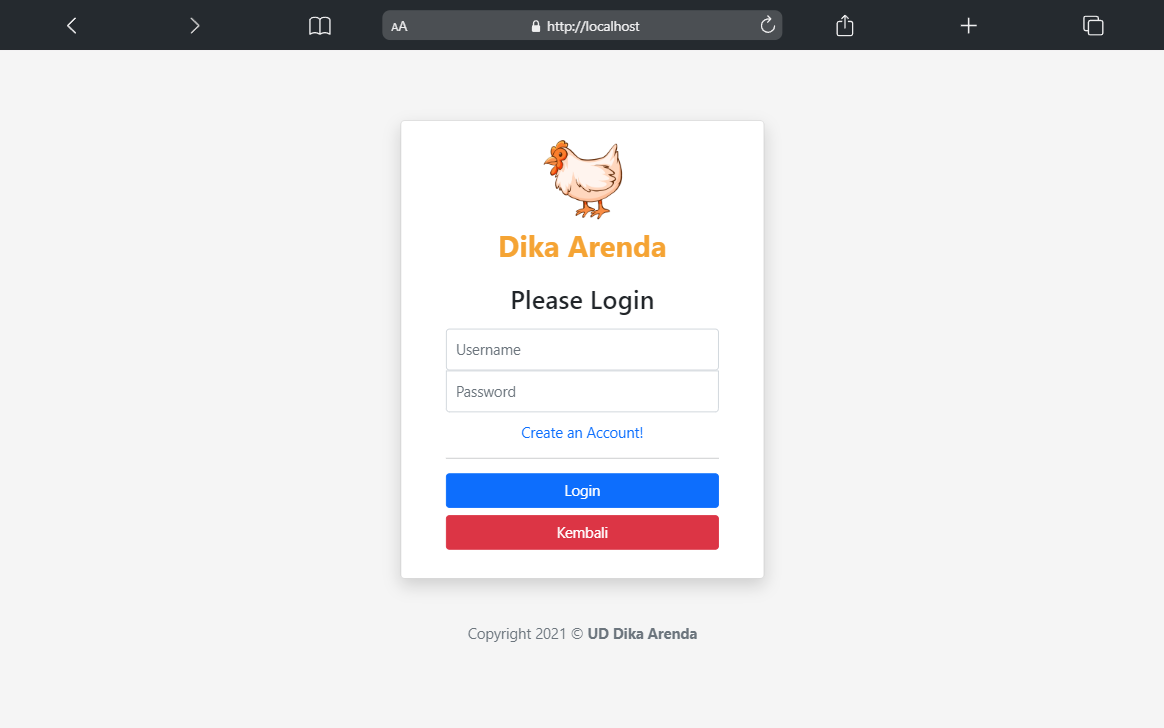 AA
http://localhost
Dika Arenda
Please Login
Username
Password
Create an Account!
Login
Kembali
Copyright 2021 © UD Dika Arenda